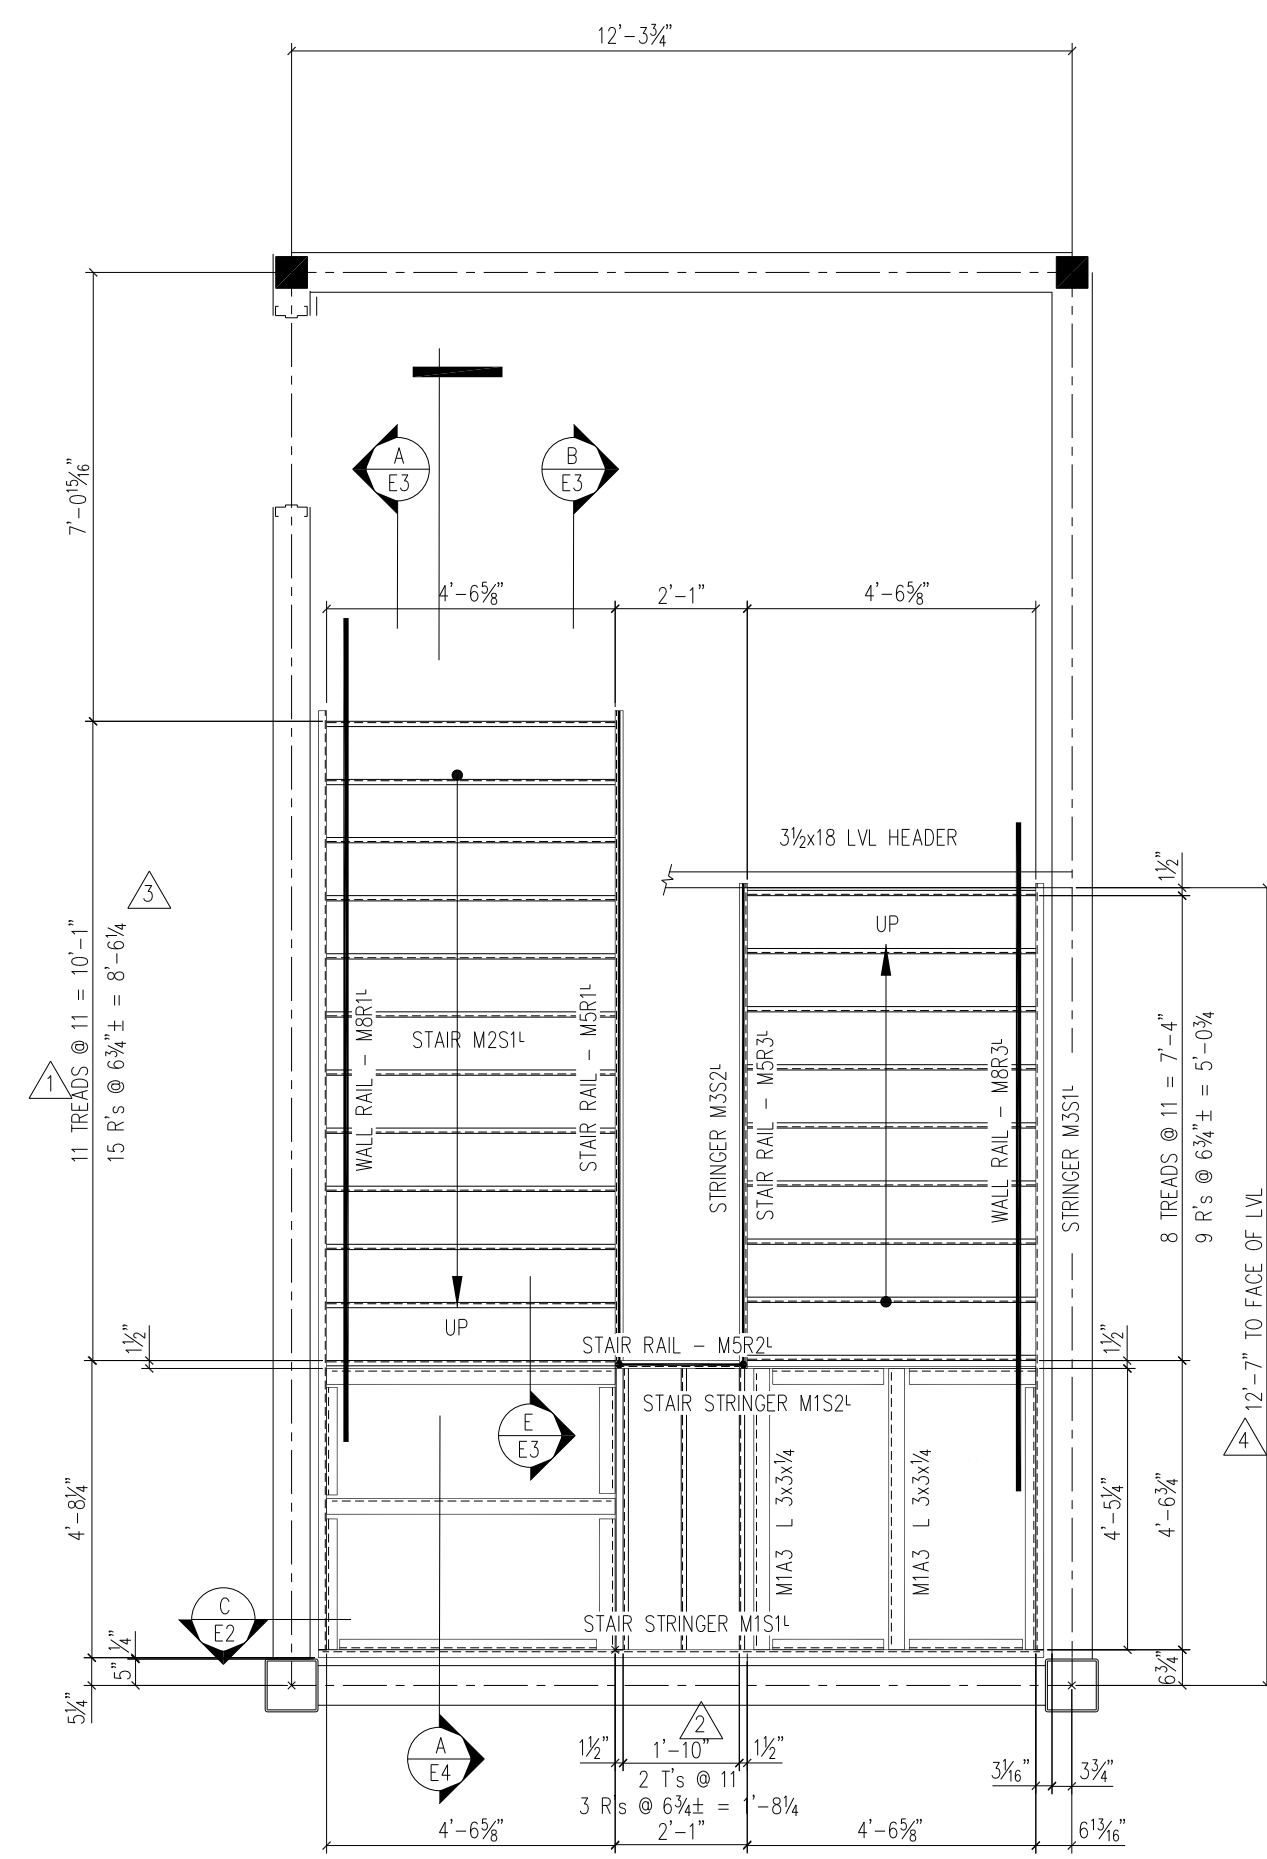 12'-3¾"
7'-0 15/16"
A
E3
B
E3
4'-6⅝"
2'-1"
4'-6⅝"
3½x18 LVL HEADER
1½"
3
11 TREADS @ 11 = 10'-1"
15 R's @ 6¾"± = 8'-6¼
1
UP
WALL RAIL - M8R1L
STAIR M2S1L
STAIR RAIL - M5R1L
STRINGER M3S2L
STAIR RAIL - M5R3L
WALL RAIL - M8R3L
STRINGER M3S1L
8 TREADS @ 11 = 7'-4"
9 R's @ 6¾"± = 5'-0¾
12'-7" TO FACE OF LVL
4
UP
1½"
STAIR RAIL - M5R2L
1½"
STAIR STRINGER M1S2L
E
E3
M1A3 L 3x3x¼
M1A3 L 3x3x¼
4'-8¼"
4'-5¼"
4'-6¾"
C
E2
STAIR STRINGER M1S1L
¼"
5"
5¼"
6¾"
2
A
E4
1½"
1'-10"
1½"
2 T's @ 11
3 R's @ 6¾± = 1'-8¼
3 1/16"
3¾"
4'-6⅝"
2'-1"
4'-6⅝"
6 13/16"